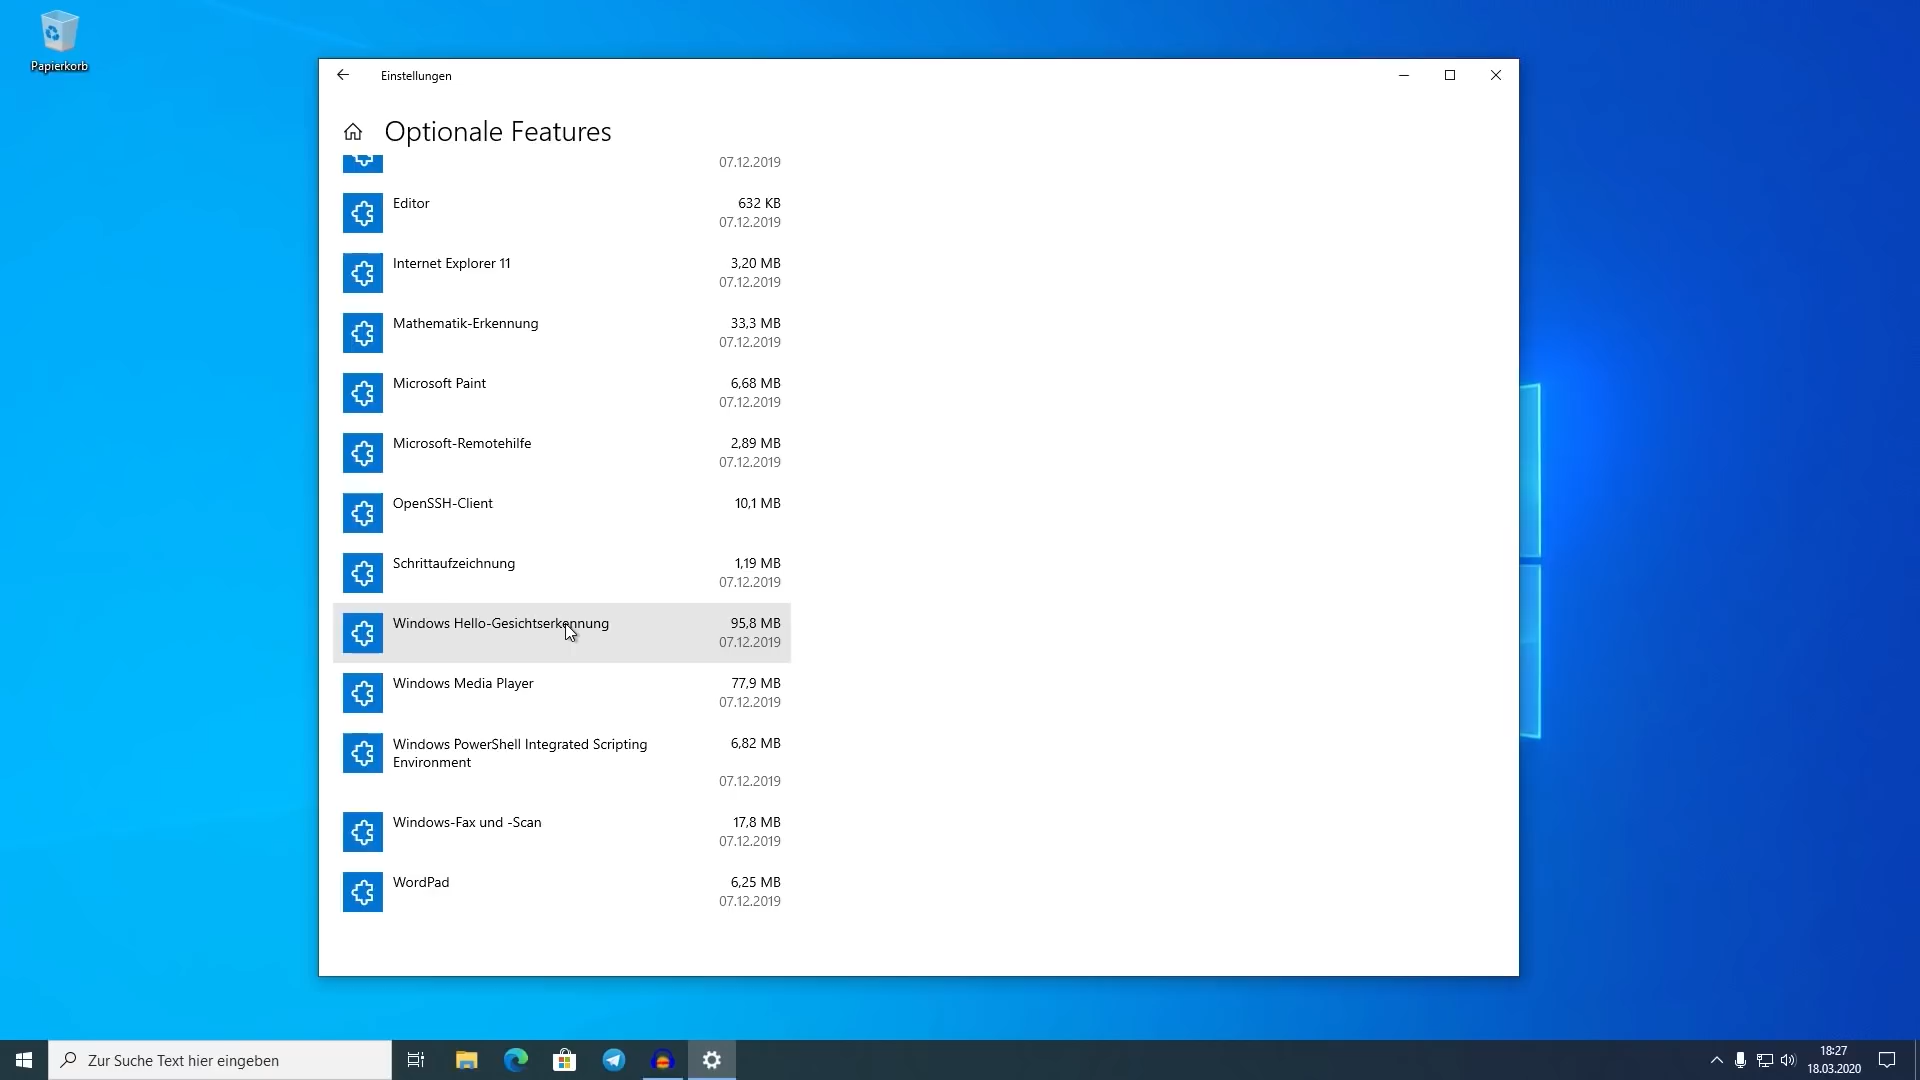 Papierkorb
Einstellungen
Optionale Features
07.12.2019
Editor 632 KB
07.12.2019
Internet Explorer 11 3,20 MB
07.12.2019
Mathematik-Erkennung 33,3 MB
07.12.2019
Microsoft Paint 6,68 MB
07.12.2019
Microsoft-Remotehilfe 2,89 MB
07.12.2019
OpenSSH-Client 10,1 MB
Schrittaufzeichnung 1,19 MB
07.12.2019
Windows Hello-Gesichtserkennung 95,8 MB
07.12.2019
Windows Media Player 77,9 MB
07.12.2019
Windows PowerShell Integrated Scripting 6,82 MB
Environment
07.12.2019
Windows-Fax und -Scan 17,8 MB
07.12.2019
WordPad 6,25 MB
07.12.2019
Zur Suche Text hier eingeben
18:27
18.03.2020